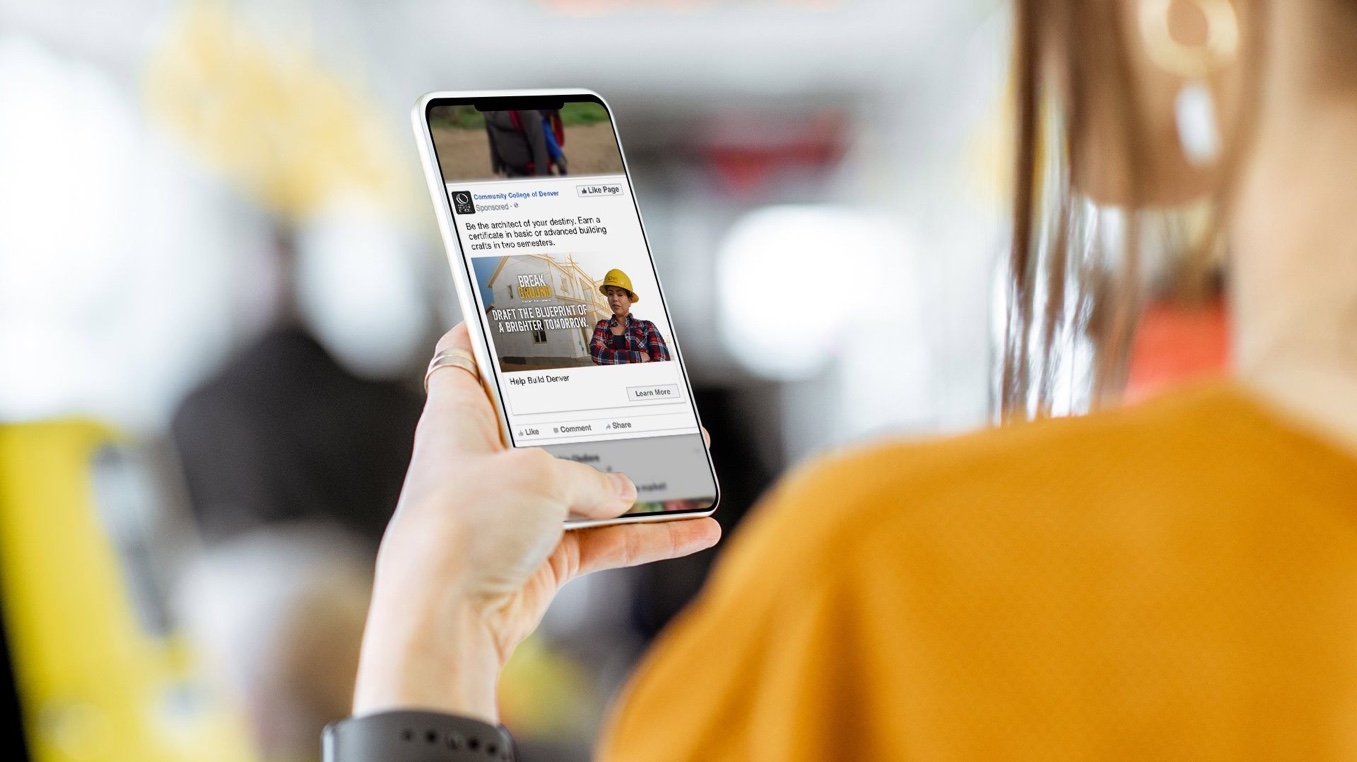 Community College of Denver
Like Page
Sponsored ·
Be the architect of your destiny. Earn a
certificate in basic or advanced building
crafts in two semesters.
BREAK
GROUND
DRAFT THE BLUEPRINT OF
A BRIGHTER TOMORROW.
Help Build Denver
Learn More
Like Comment Share
market